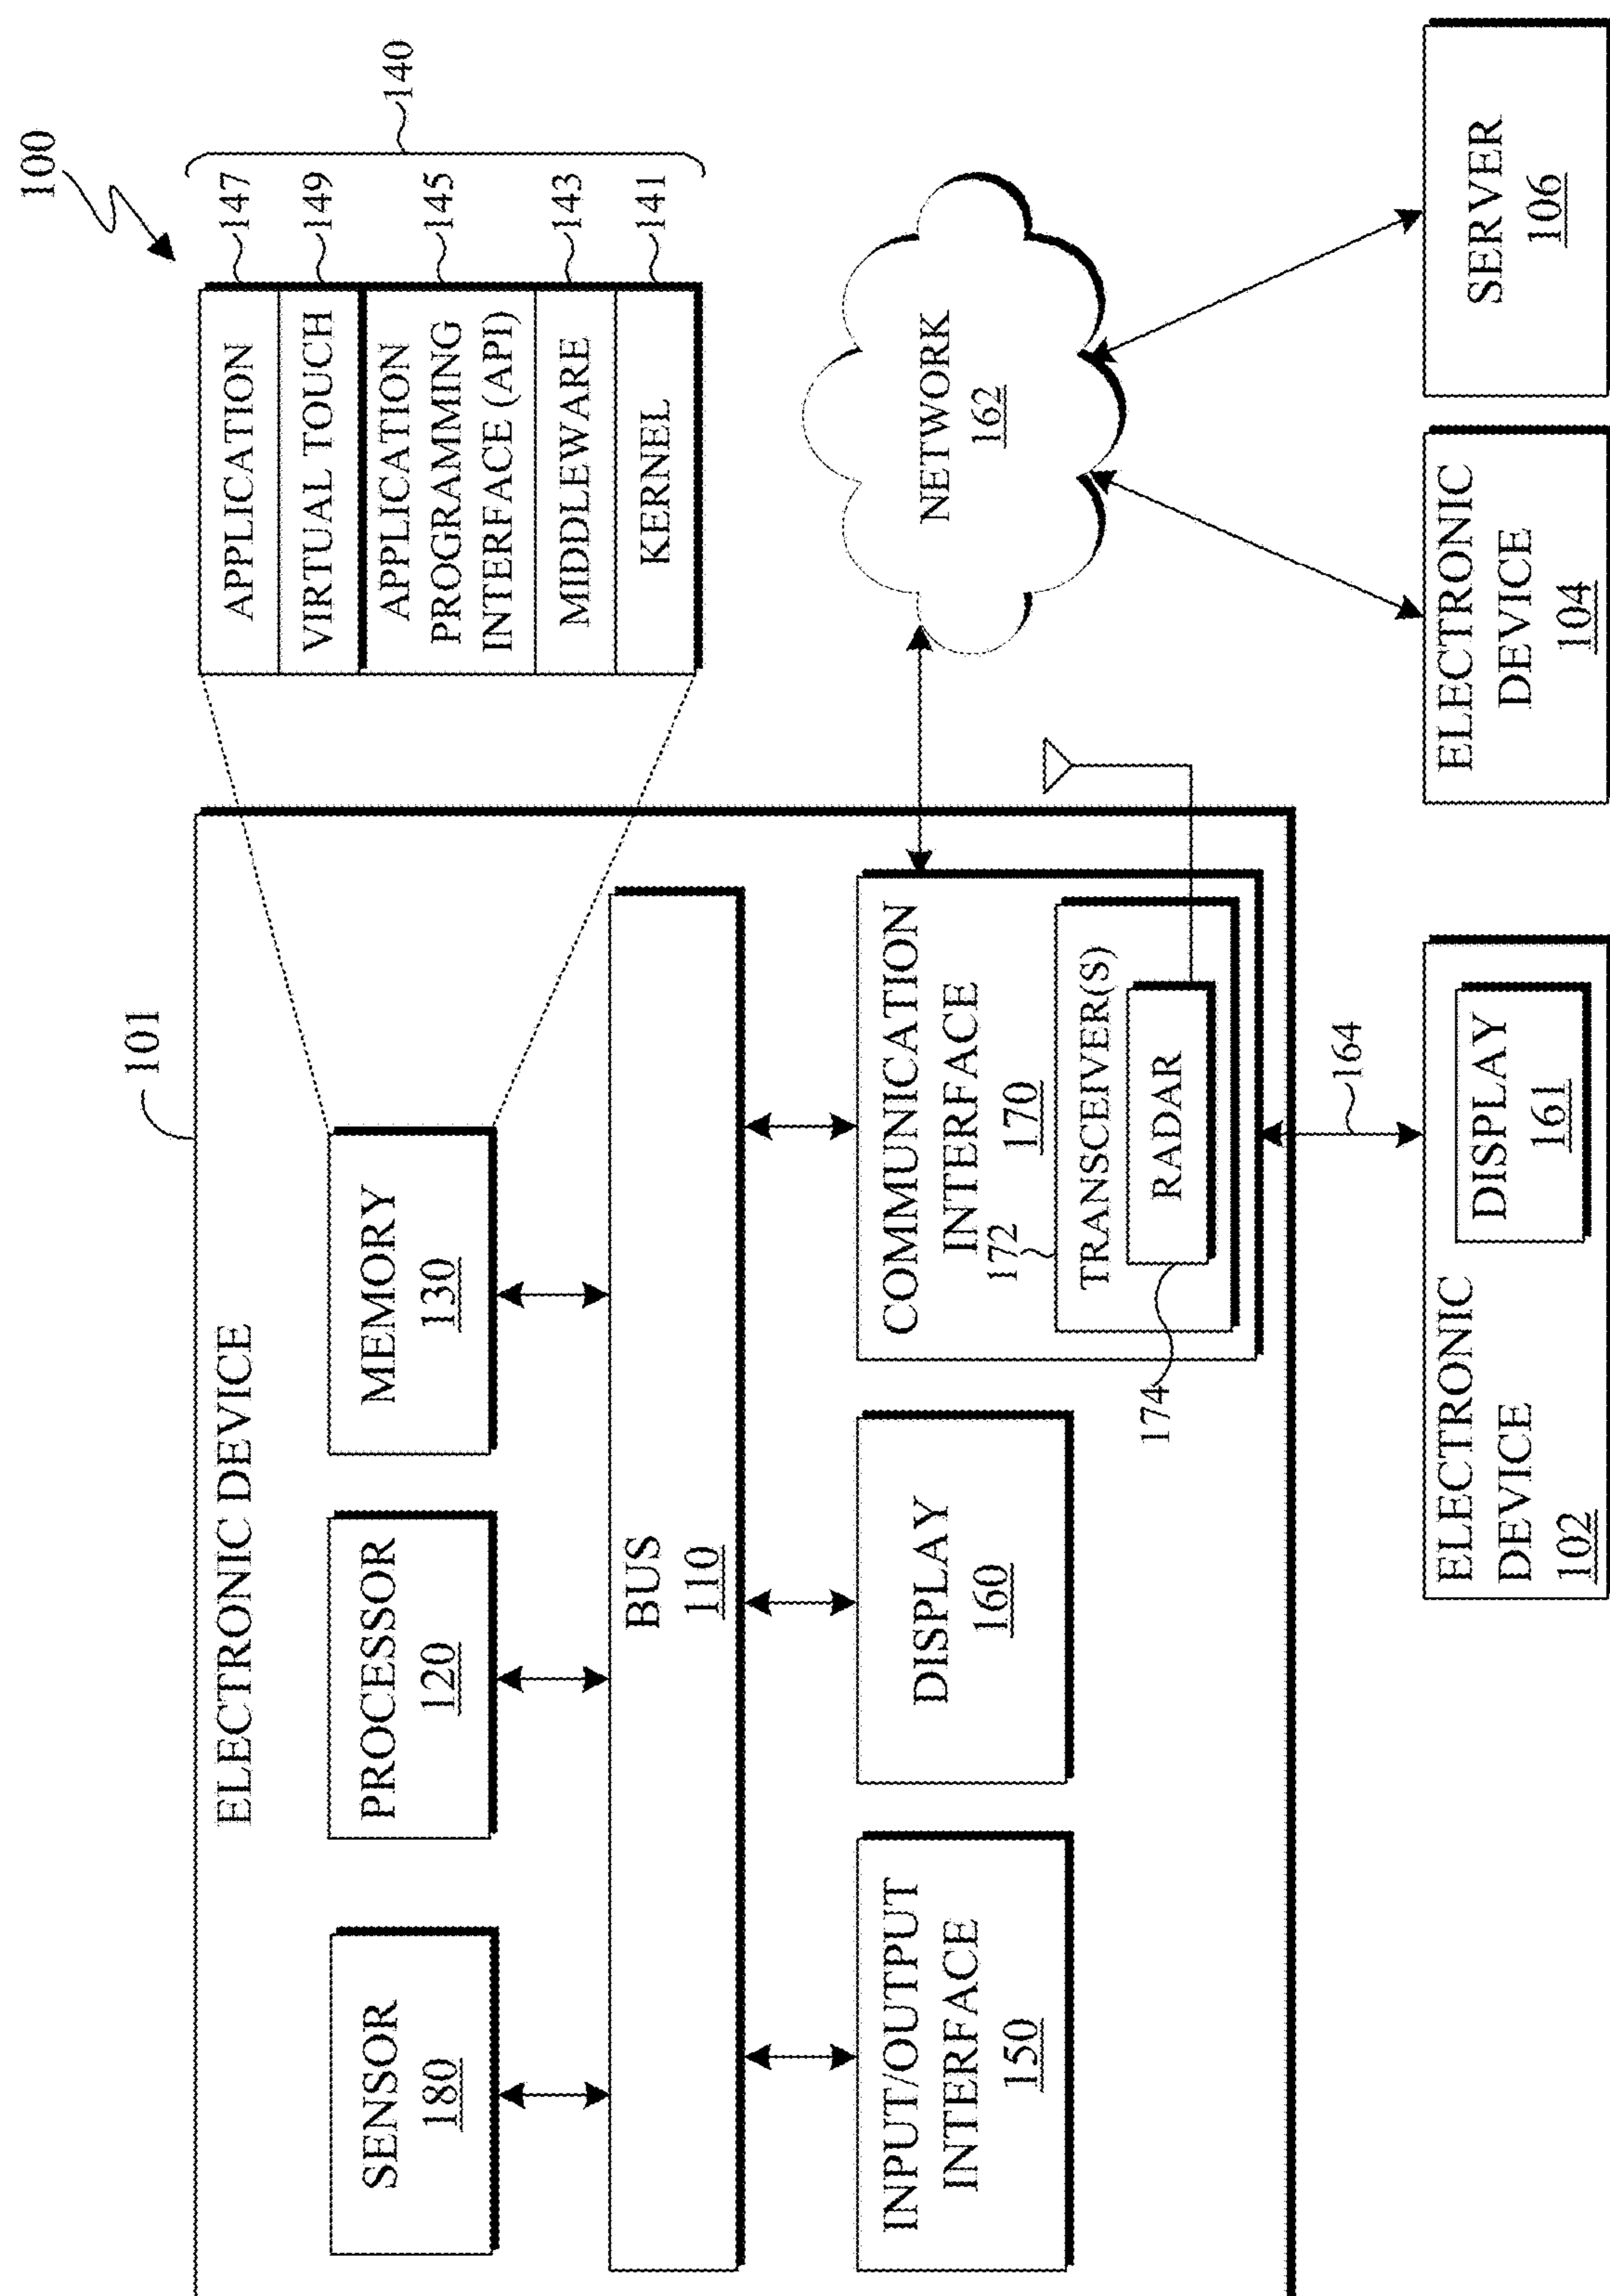 100
101
ELECTRONIC DEVICE
SENSOR
180
PROCESSOR
120
MEMORY
130
BUS
110
INPUT/OUTPUT
INTERFACE
150
DISPLAY
160
COMMUNICATION
INTERFACE
170
172
TRANSCEIVER(S)
RADAR
174
APPLICATION
147
VIRTUAL TOUCH
149
APPLICATION
PROGRAMMING
INTERFACE (API)
145
MIDDLEWARE
143
KERNEL
141
140
NETWORK
162
164
ELECTRONIC
DEVICE
102
DISPLAY
161
ELECTRONIC
DEVICE
104
SERVER
106